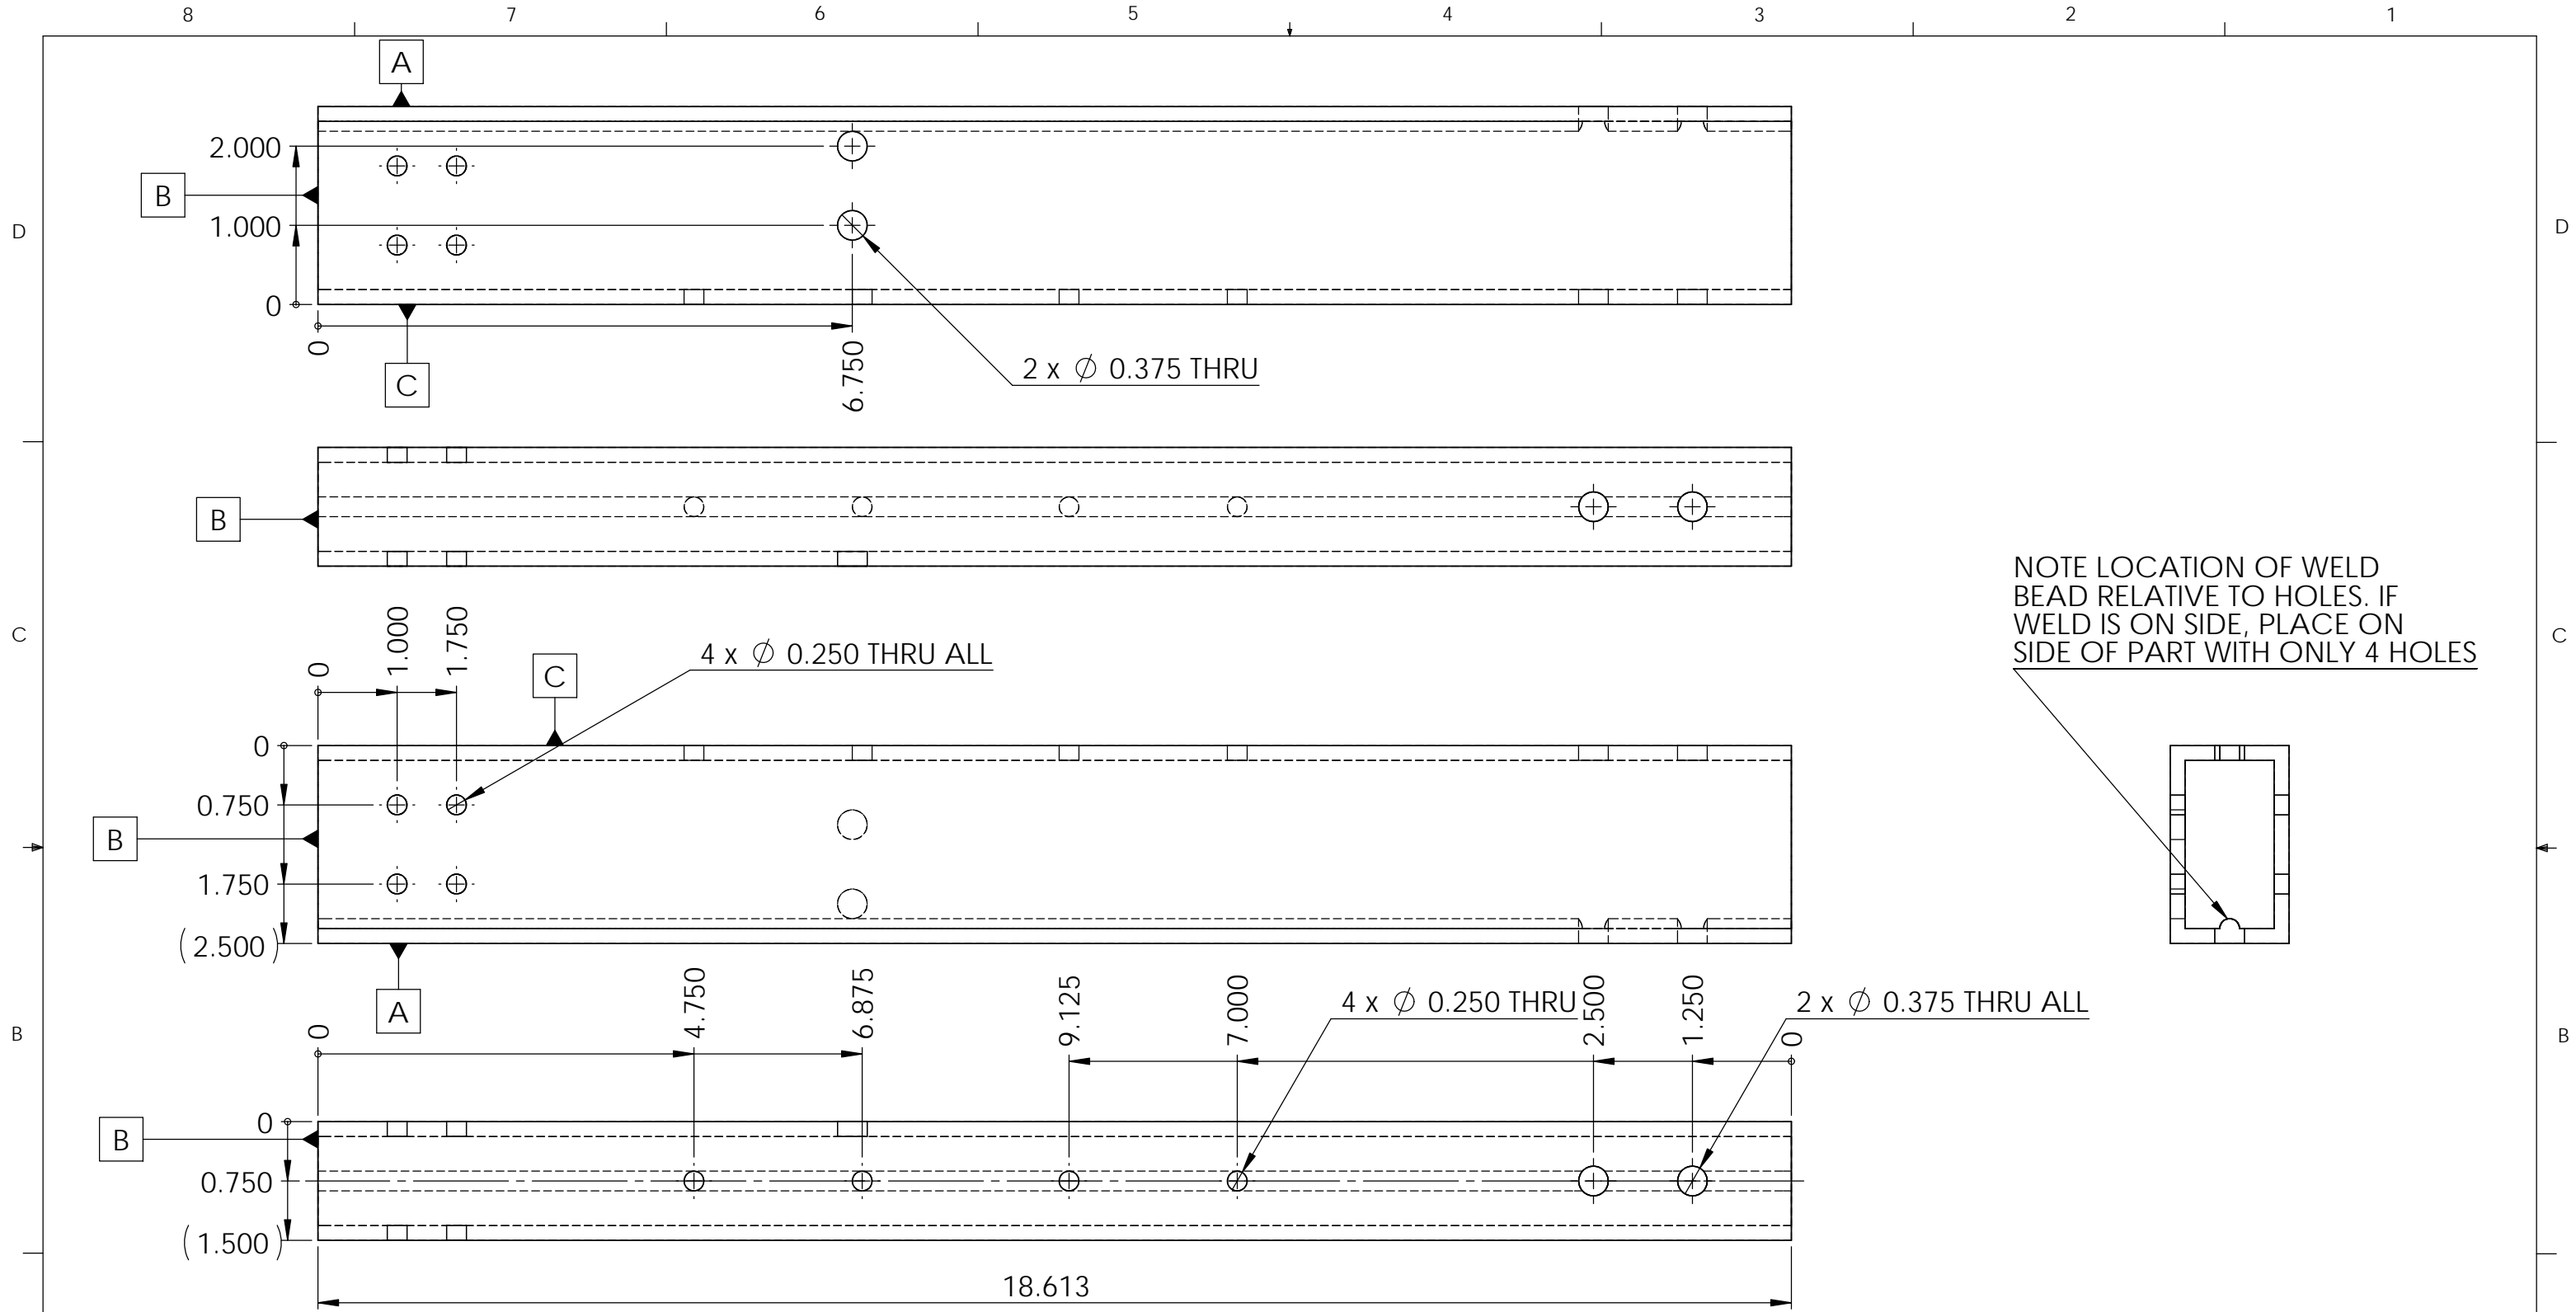 8 7 6 5 4 3 2 1
A
2.000
B
1.000
D D
0
0
C
6.750
2 x ∅ 0.375 THRU
B
NOTE LOCATION OF WELD
BEAD RELATIVE TO HOLES. IF
WELD IS ON SIDE, PLACE ON
SIDE OF PART WITH ONLY 4 HOLES
C C
0
1.000
1.750
4 x ∅ 0.250 THRU ALL
C
0
0.750
B
1.750
(2.500)
A
0
4.750
6.875
9.125
7.000
4 x ∅ 0.250 THRU
2.500
1.250
2 x ∅ 0.375 THRU ALL
0
B B
0
B
0.750
(1.500)
18.613